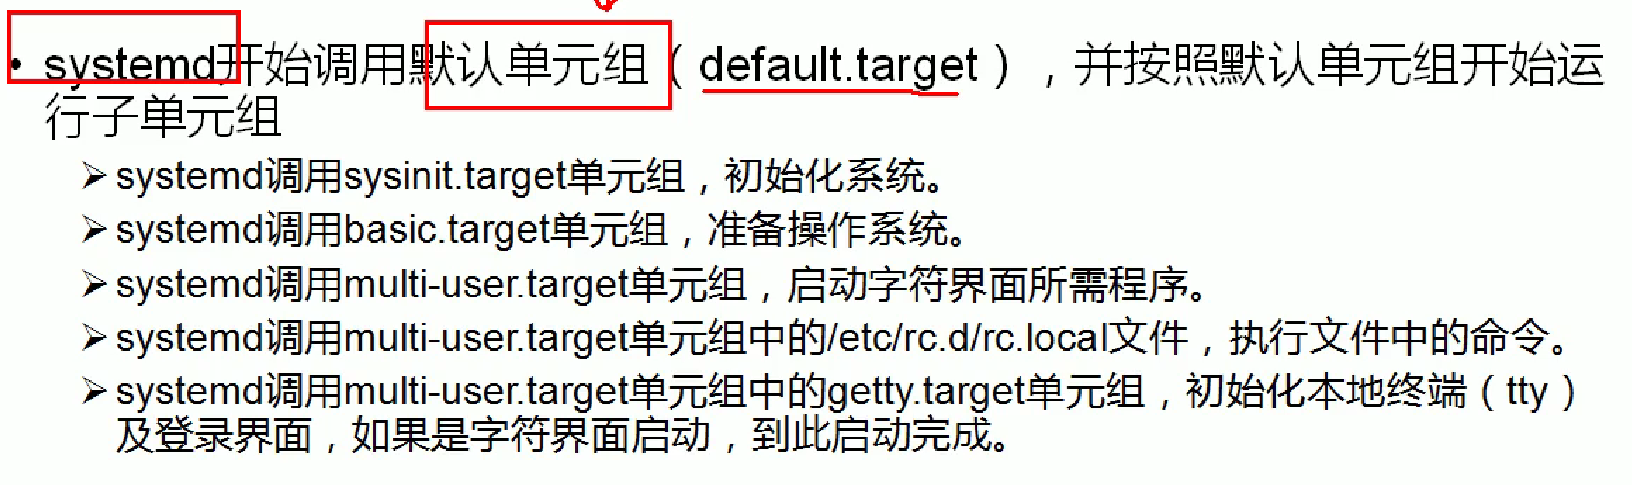 • systemd开始调用默认单元组（default.target），并按照默认单元组开始运
行子单元组
➢ systemd调用sysinit.target单元组，初始化系统。
➢ systemd调用basic.target单元组，准备操作系统。
➢ systemd调用multi-user.target单元组，启动字符界面所需程序。
➢ systemd调用multi-user.target单元组中的/etc/rc.d/rc.local文件，执行文件中的命令。
➢ systemd调用multi-user.target单元组中的getty.target单元组，初始化本地终端（tty）
及登录界面，如果是字符界面启动，到此启动完成。